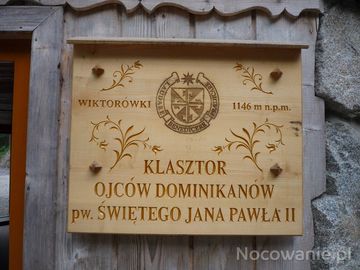 WIKTORÓWKI 1146 m n.p.m.
KLASZTOR
OJCÓW DOMINIKANÓW
pw. ŚWIĘTEGO JANA PAWŁA II
Nocowanie.pl